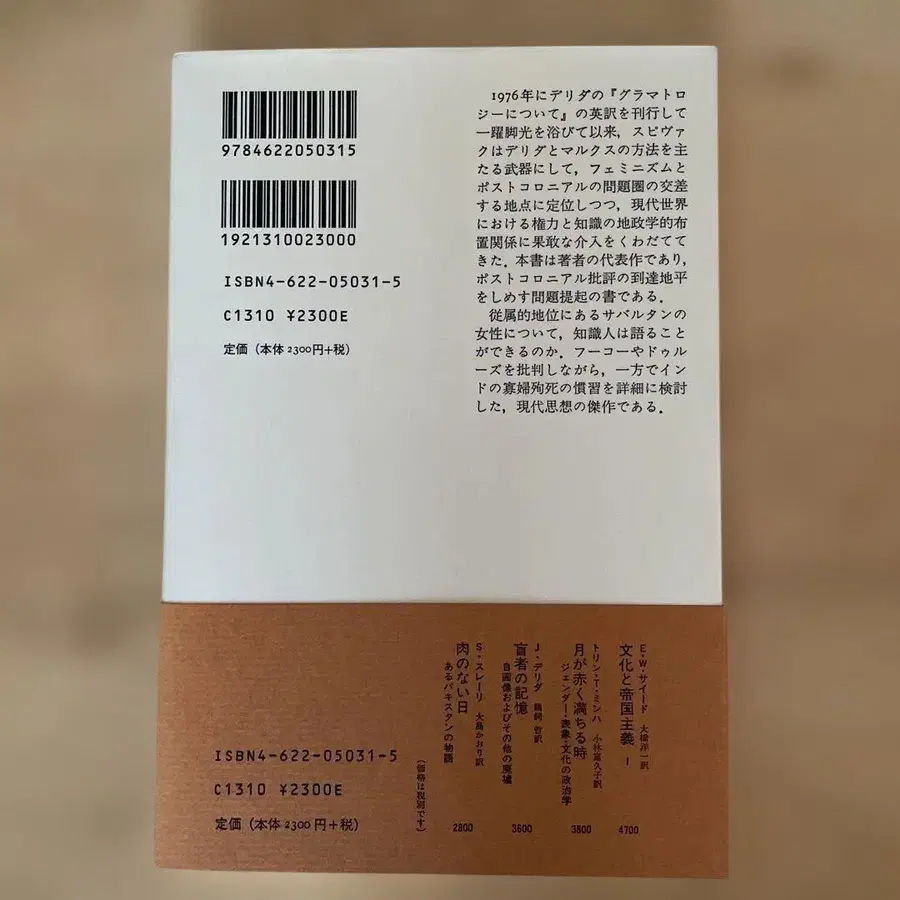 9784622050315
1921310023000
ISBN4-622-05031-5
C1310 ¥2300E
定価（本体2300円+税）
1976年にデリダの『グラマトロ
ジーについて』の英訳を刊行して
一躍脚光を浴びて以来，スピヴァ
クはデリダとマルクスの方法を主
たる武器にして，フェミニズムと
ポストコロニアルの問題圏の交差
する地点に定位しつつ，現代世界
における権力と知識の地政学的布
置関係に果敢な介入をくわだてて
きた．本書は著者の代表作であり，
ポストコロニアル批評の到達地平
をしめす問題提起の書である．
従属的地位にあるサバルタンの
女性について，知識人は語ること
ができるのか．フーコーやドゥル
ーズを批判しながら，一方でイン
ドの寡婦殉死の慣習を詳細に検討
した，現代思想の傑作である．
E・W・サイード 大橋洋一訳
文化と帝国主義 I
4700
トリン・T・ミンハ 小林富久子訳
月が赤く満ちる時
ジェンダー・表象・文化の政治学
3800
J・デリダ 鵜飼 哲訳
盲者の記憶
自画像およびその他の廃墟
3600
S・スレーリ 大島かおり訳
肉のない日
あるパキスタンの物語
2800
（価格は税別です）
ISBN4-622-05031-5
C1310 ¥2300E
定価（本体2300円+税）